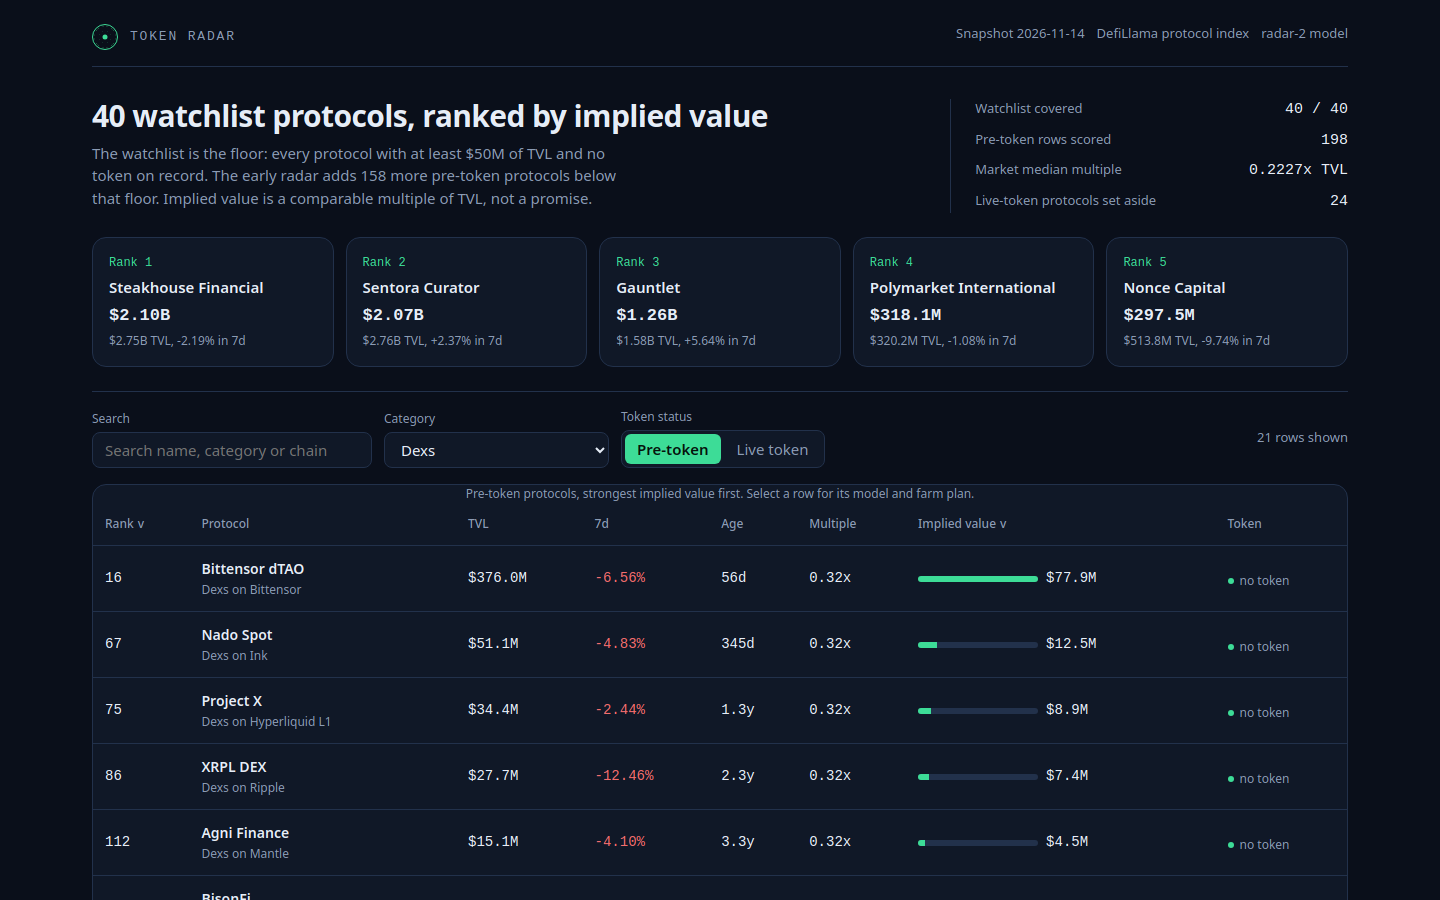 TOKEN RADAR
Snapshot 2026-11-14 DefiLlama protocol index radar-2 model
40 watchlist protocols, ranked by implied value
The watchlist is the floor: every protocol with at least $50M of TVL and no
token on record. The early radar adds 158 more pre-token protocols below
that floor. Implied value is a comparable multiple of TVL, not a promise.
Watchlist covered 40 / 40
Pre-token rows scored 198
Market median multiple 0.2227x TVL
Live-token protocols set aside 24
Rank 1
Steakhouse Financial
$2.10B
$2.75B TVL, -2.19% in 7d
Rank 2
Sentora Curator
$2.07B
$2.76B TVL, +2.37% in 7d
Rank 3
Gauntlet
$1.26B
$1.58B TVL, +5.64% in 7d
Rank 4
Polymarket International
$318.1M
$320.2M TVL, -1.08% in 7d
Rank 5
Nonce Capital
$297.5M
$513.8M TVL, -9.74% in 7d
Search
Search name, category or chain
Category
Dexs
Token status
Pre-token Live token
21 rows shown
Pre-token protocols, strongest implied value first. Select a row for its model and farm plan.
Rank v Protocol TVL 7d Age Multiple Implied value v Token
16 Bittensor dTAO $376.0M -6.56% 56d 0.32x $77.9M no token
Dexs on Bittensor
67 Nado Spot $51.1M -4.83% 345d 0.32x $12.5M no token
Dexs on Ink
75 Project X $34.4M -2.44% 1.3y 0.32x $8.9M no token
Dexs on Hyperliquid L1
86 XRPL DEX $27.7M -12.46% 2.3y 0.32x $7.4M no token
Dexs on Ripple
112 Agni Finance $15.1M -4.10% 3.3y 0.32x $4.5M no token
Dexs on Mantle
BisonFi